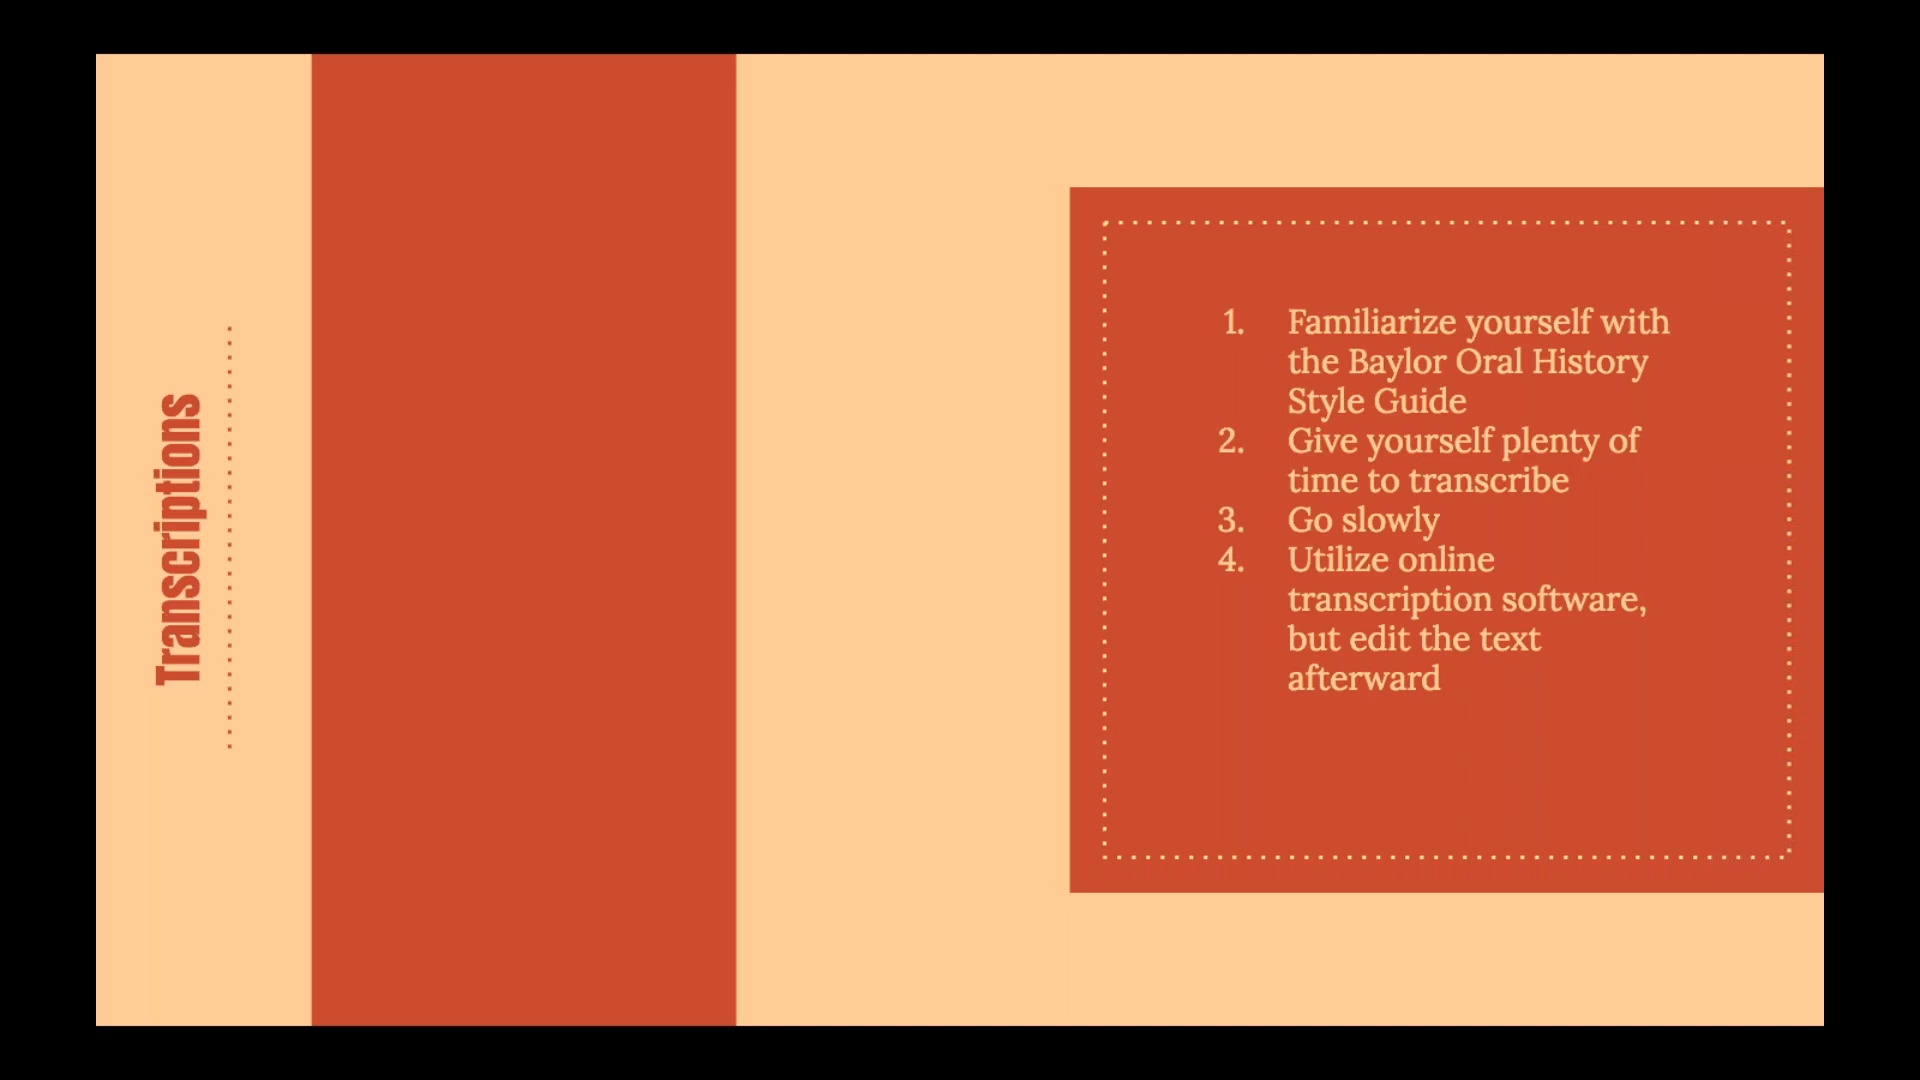 Transcriptions
1. Familiarize yourself with
the Baylor Oral History
Style Guide
2. Give yourself plenty of
time to transcribe
3. Go slowly
4. Utilize online
transcription software,
but edit the text
afterward